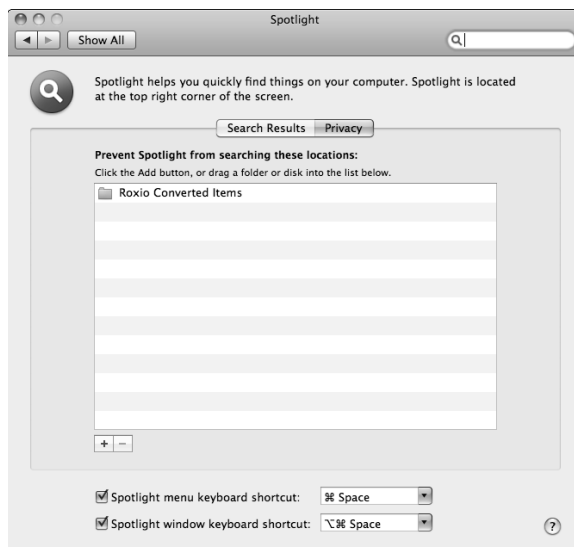 Spotlight
Show All
Spotlight helps you quickly find things on your computer. Spotlight is located
at the top right corner of the screen.
Search Results Privacy
Prevent Spotlight from searching these locations:
Click the Add button, or drag a folder or disk into the list below.
Roxio Converted Items
+ −
Spotlight menu keyboard shortcut: ⌘ Space
Spotlight window keyboard shortcut: ⌥⌘ Space
?